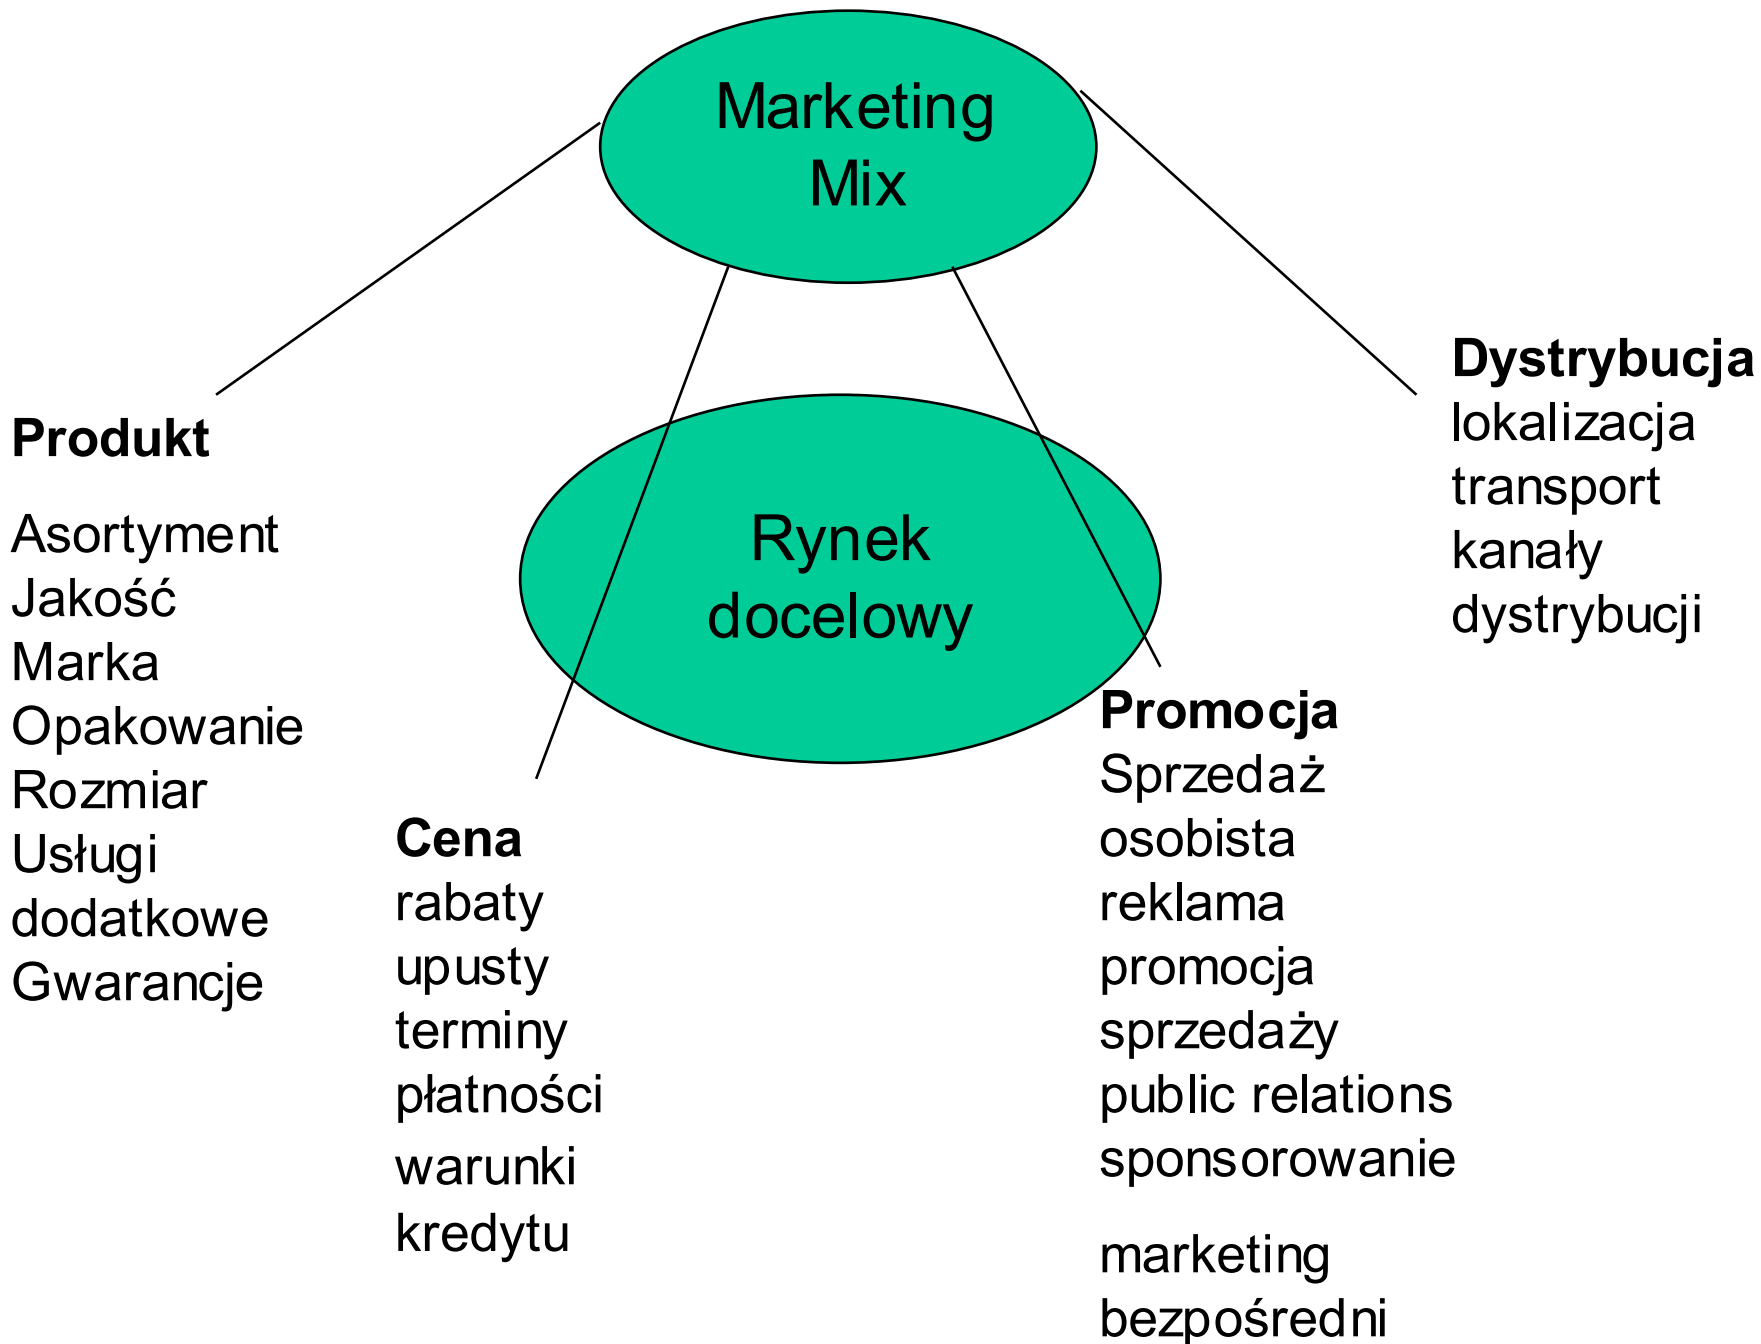 Marketing
Mix
Rynek
docelowy
Produkt
Asortyment
Jakość
Marka
Opakowanie
Rozmiar
Usługi
dodatkowe
Gwarancje
Cena
rabaty
upusty
terminy
płatności
warunki
kredytu
Promocja
Sprzedaż
osobista
reklama
promocja
sprzedaży
public relations
sponsorowanie
marketing
bezpośredni
Dystrybucja
lokalizacja
transport
kanały
dystrybucji